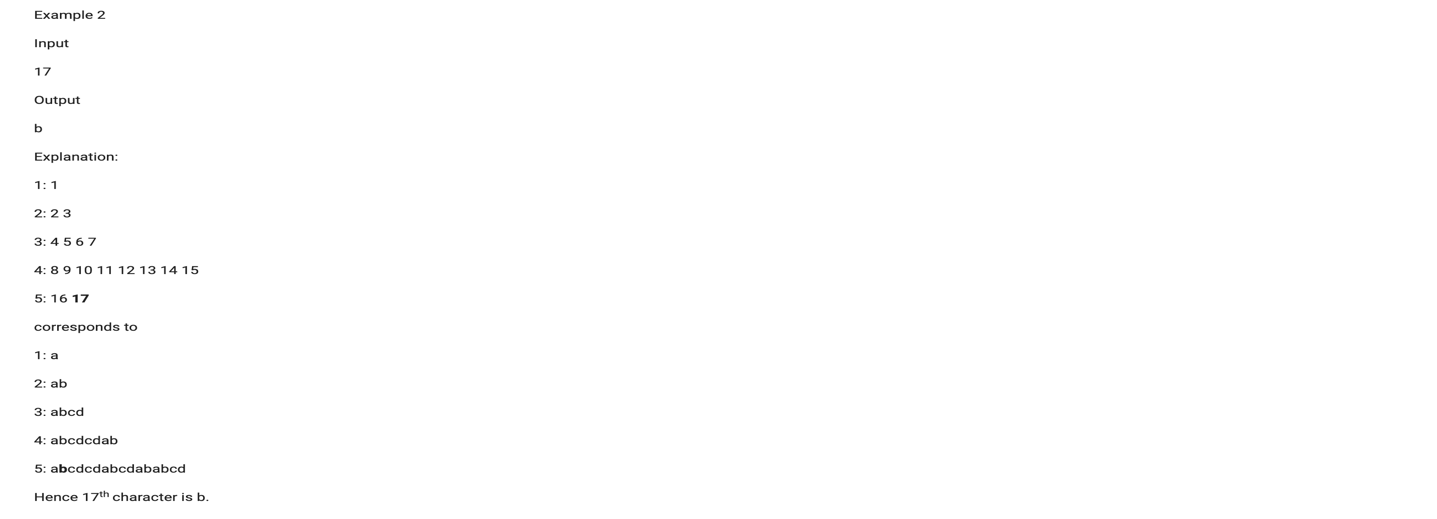 Example 2
Input
17
Output
b
Explanation:
1: 1
2: 2 3
3: 4 5 6 7
4: 8 9 10 11 12 13 14 15
5: 16 17
corresponds to
1: a
2: ab
3: abcd
4: abcdcdab
5: abcdcdabcdababcd
Hence 17th character is b.